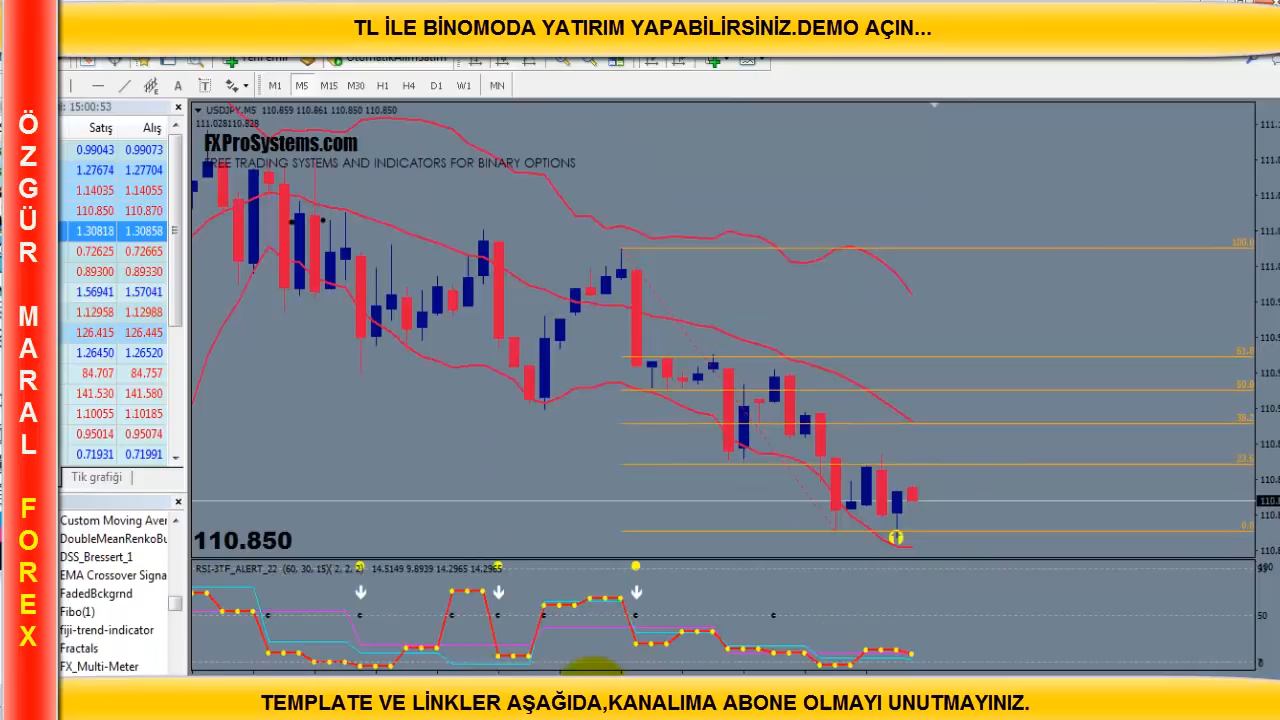 TL İLE BİNOMODA YATIRIM YAPABİLİRSİNİZ.DEMO AÇIN...
ÖZGÜR MARAL FOREX
M1 M5 M15 M30 H1 H4 D1 W1 MN
15:00:53
Satış Alış
0.99043 0.99073
1.27674 1.27704
1.14035 1.14055
110.850 110.870
1.30818 1.30858
0.72625 0.72665
0.89300 0.89330
1.56941 1.57041
1.12958 1.12988
126.415 126.445
1.26450 1.26520
84.707 84.757
141.530 141.580
1.10055 1.10185
0.95014 0.95074
0.71931 0.71991
Tik grafiği
Custom Moving Aver
DoubleMeanRenkoBu
DSS_Bressert_1
EMA Crossover Signa
FadedBckgrnd
Fibo(1)
fiji-trend-indicator
Fractals
FX_Multi-Meter
USDJPY,M5 110.859 110.861 110.850 110.850
111.028110.828
FXProSystems.com
FREE TRADING SYSTEMS AND INDICATORS FOR BINARY OPTIONS
100.0
50.0
38.2
23.6
0.0
110.850
RSI-3TF_ALERT_22 (60, 30, 15)( 2, 2, 2) 14.5149 9.8939 14.2965 14.2965
50
TEMPLATE VE LİNKLER AŞAĞIDA,KANALIMA ABONE OLMAYI UNUTMAYINIZ.